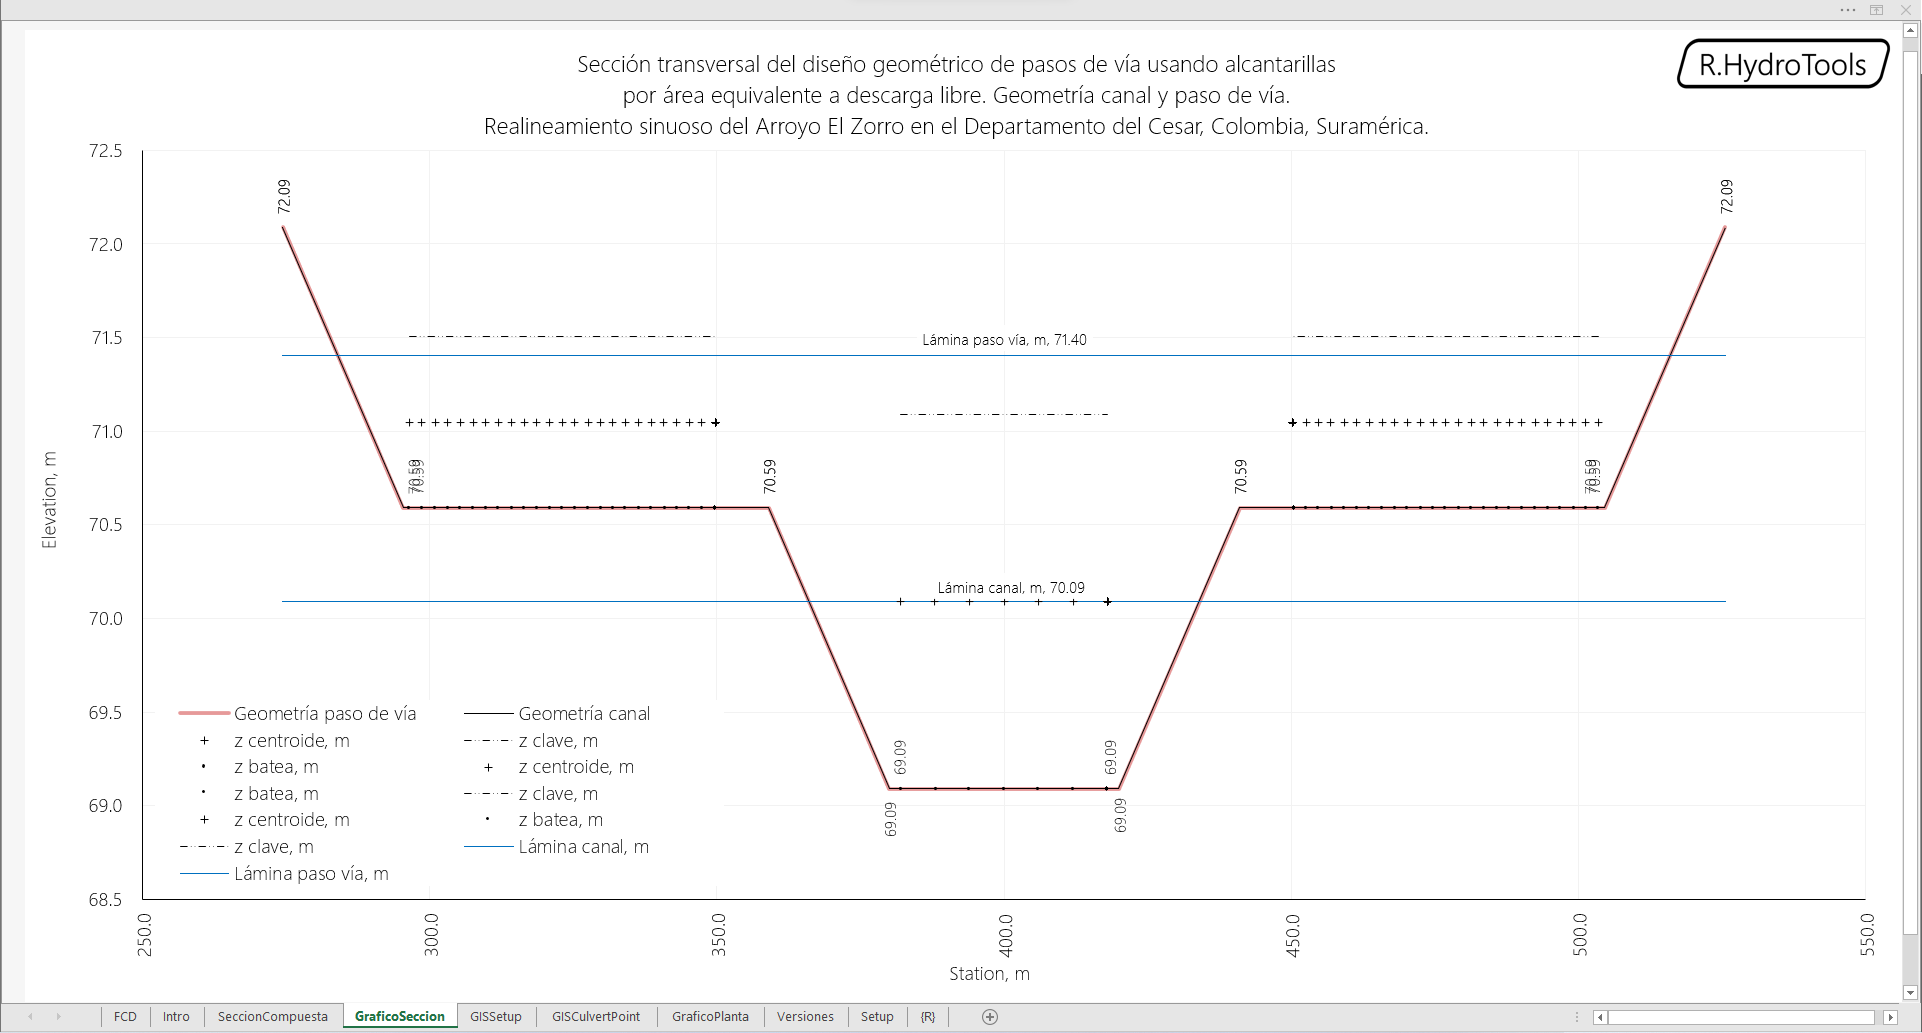 R.HydroTools
Sección transversal del diseño geométrico de pasos de vía usando alcantarillas
por área equivalente a descarga libre. Geometría canal y paso de vía.
Realineamiento sinuoso del Arroyo El Zorro en el Departamento del Cesar, Colombia, Suramérica.
72.5
72.0
71.5
71.0
70.5
70.0
69.5
69.0
68.5
Elevation, m
72.09
72.09
Lámina paso vía, m, 71.40
70.59
70.59
70.59
70.59
70.59
70.59
Lámina canal, m, 70.09
69.09
69.09
69.09
69.09
Geometría paso de vía
Geometría canal
z centroide, m
z clave, m
z batea, m
z centroide, m
z batea, m
z clave, m
z centroide, m
z batea, m
z clave, m
Lámina canal, m
Lámina paso vía, m
250.0
300.0
350.0
400.0
450.0
500.0
550.0
Station, m
FCD
Intro
SeccionCompuesta
GraficoSeccion
GISSetup
GISCulvertPoint
GraficoPlanta
Versiones
Setup
{R}